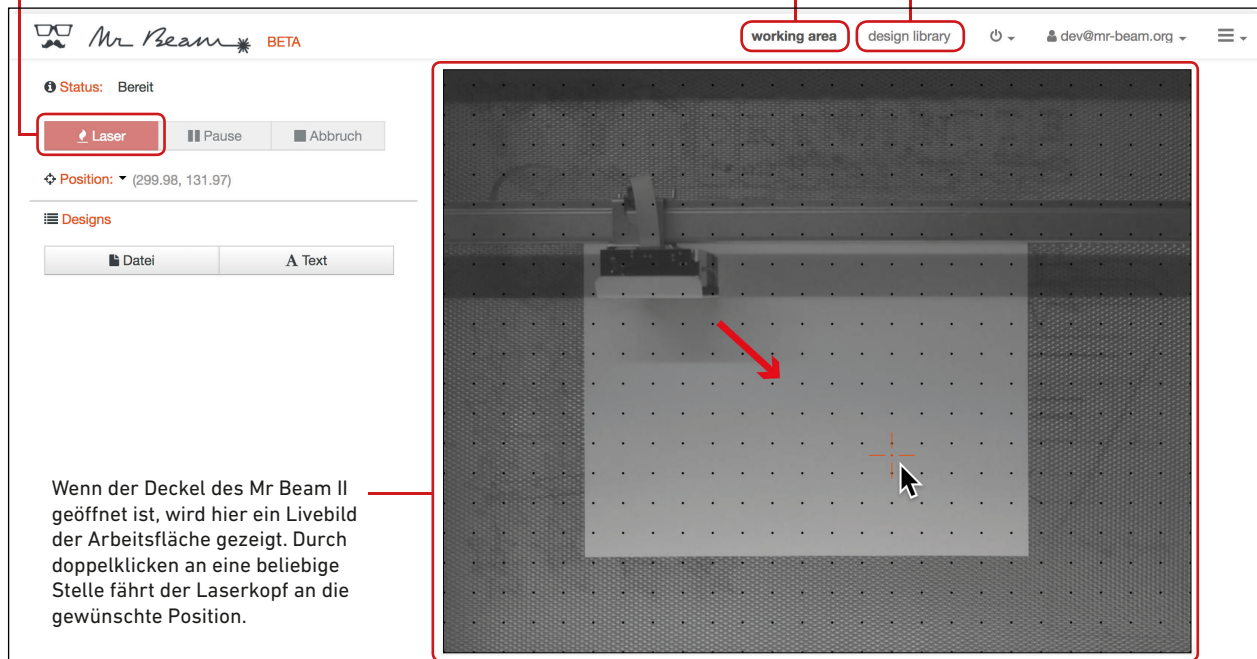 Mr Beam BETA working area design library dev@mr-beam.org
Status: Bereit
Laser Pause Abbruch
Position: (299.98, 131.97)
Designs
Datei A Text
Wenn der Deckel des Mr Beam II
geöffnet ist, wird hier ein Livebild
der Arbeitsfläche gezeigt. Durch
doppelklicken an eine beliebige
Stelle fährt der Laserkopf an die
gewünschte Position.